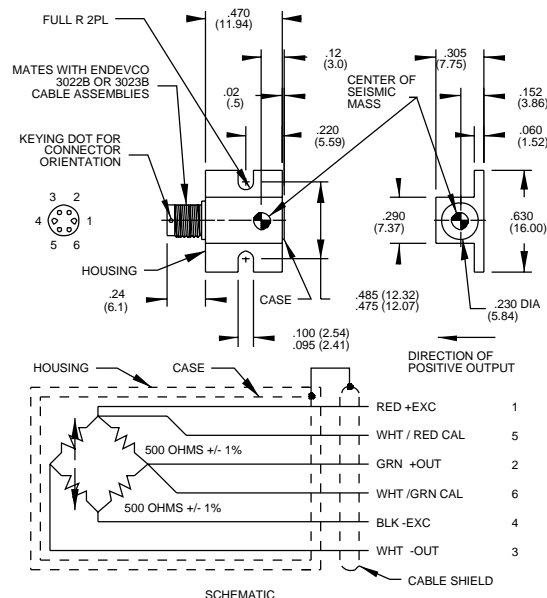 FULL R 2PL
.470
(11.94)
.12
(3.0)
.305
(7.75)
MATES WITH ENDEVCO
3022B OR 3023B
CABLE ASSEMBLIES
.02
(.5)
CENTER OF
SEISMIC
MASS
.152
(3.86)
.220
(5.59)
.060
(1.52)
KEYING DOT FOR
CONNECTOR
ORIENTATION
3 2
4 1
5 6
.290
(7.37)
.630
(16.00)
HOUSING
CASE
.24
(6.1)
.485 (12.32)
.475 (12.07)
.230 DIA
(5.84)
.100 (2.54)
.095 (2.41)
DIRECTION OF
POSITIVE OUTPUT
HOUSING
CASE
RED +EXC 1
WHT / RED CAL 5
500 OHMS +/- 1%
GRN +OUT 2
WHT /GRN CAL 6
500 OHMS +/- 1%
BLK -EXC 4
WHT -OUT 3
CABLE SHIELD
SCHEMATIC